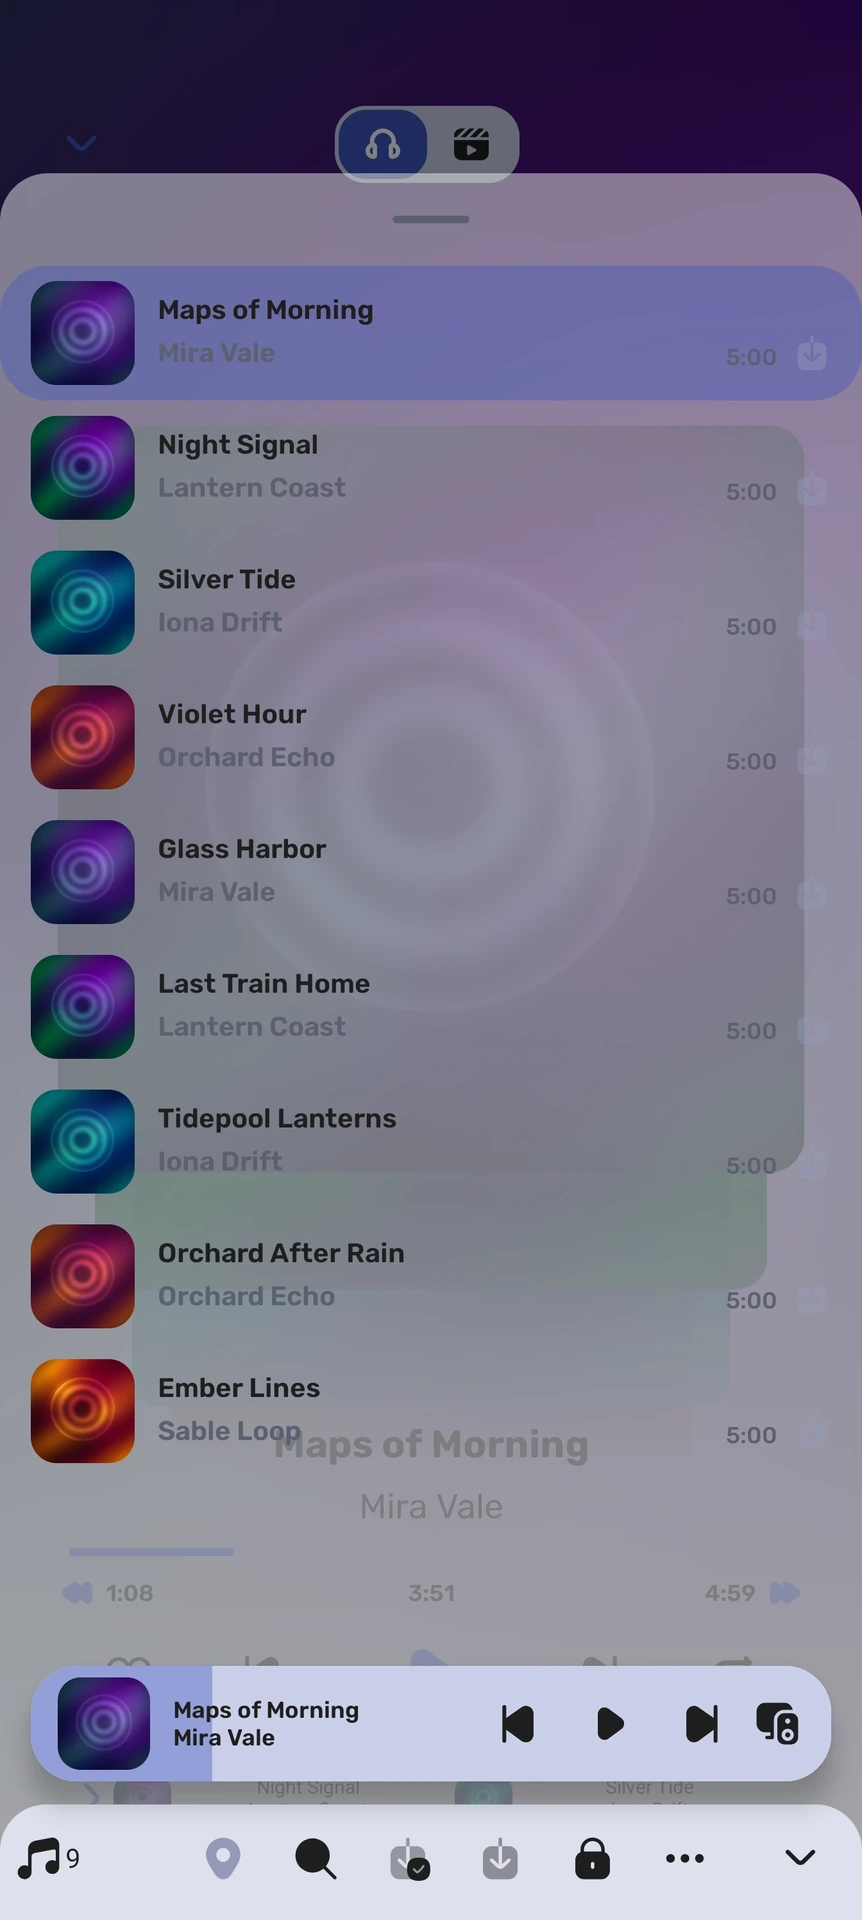 Maps of Morning
Mira Vale
5:00
Night Signal
Lantern Coast
5:00
Silver Tide
Iona Drift
5:00
Violet Hour
Orchard Echo
5:00
Glass Harbor
Mira Vale
5:00
Last Train Home
Lantern Coast
5:00
Tidepool Lanterns
Iona Drift
5:00
Orchard After Rain
Orchard Echo
5:00
Ember Lines
Sable Loop
5:00
Maps of Morning
Mira Vale
1:08 3:51 4:59
Maps of Morning
Mira Vale
Night Signal Silver Tide
9